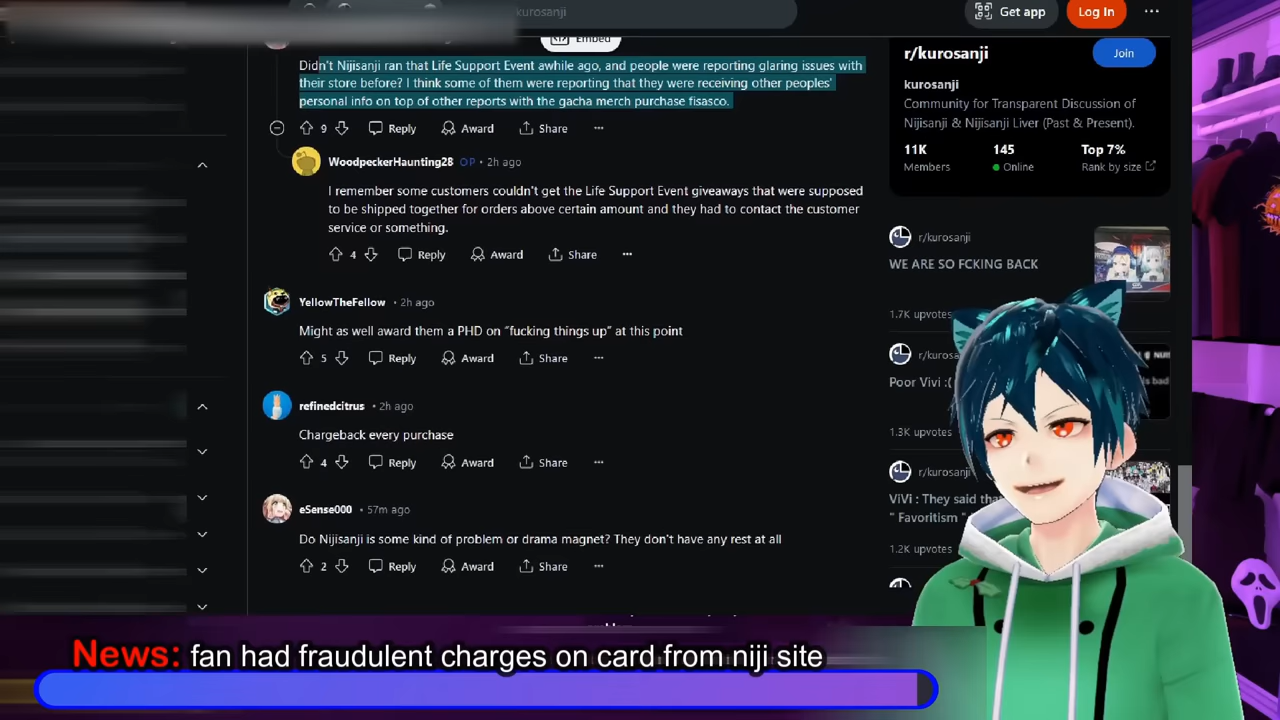 kurosanji
Get app
Log In
Embed
Didn't Nijisanji ran that Life Support Event awhile ago, and people were reporting glaring issues with
their store before? I think some of them were reporting that they were receiving other peoples'
personal info on top of other reports with the gacha merch purchase fisasco.
9
Reply
Award
Share
WoodpeckerHaunting28 OP • 2h ago
I remember some customers couldn't get the Life Support Event giveaways that were supposed
to be shipped together for orders above certain amount and they had to contact the customer
service or something.
4
Reply
Award
Share
YellowTheFellow • 2h ago
Might as well award them a PHD on "fucking things up" at this point
5
Reply
Award
Share
refinedcitrus • 2h ago
Chargeback every purchase
4
Reply
Award
Share
eSense000 • 57m ago
Do Nijisanji is some kind of problem or drama magnet? They don't have any rest at all
2
Reply
Award
Share
r/kurosanji
Join
kurosanji
Community for Transparent Discussion of
Nijisanji & Nijisanji Liver (Past & Present).
11K
145
Top 7%
Members
Online
Rank by size
r/kurosanji
WE ARE SO FCKING BACK
1.7K upvotes
r/kurosa
Poor Vivi :(
1.3K upvotes
r/kurosanji
ViVi : They said tha
" Favoritism "
1.2K upvotes
News: fan had fraudulent charges on card from niji site